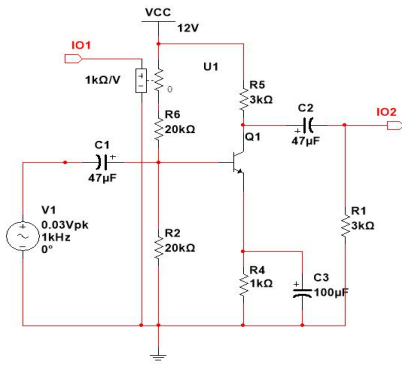 VCC
12V
IO1
U1
1kΩ/V
0
R5
3kΩ
R6
20kΩ
C2
47µF
IO2
Q1
C1
47µF
V1
0.03Vpk
1kHz
0°
R2
20kΩ
R1
3kΩ
R4
1kΩ
C3
100µF